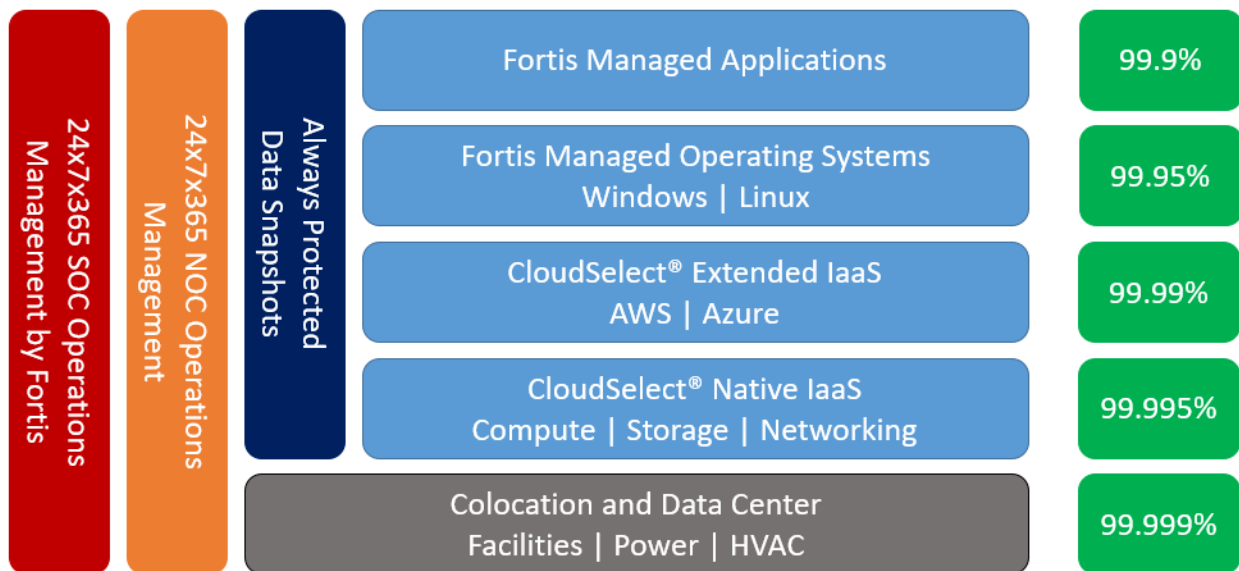 24x7x365 SOC Operations
Management by Fortis
24x7x365 NOC Operations
Management
Always Protected
Data Snapshots
Fortis Managed Applications
99.9%
Fortis Managed Operating Systems
Windows | Linux
99.95%
CloudSelect® Extended IaaS
AWS | Azure
99.99%
CloudSelect® Native IaaS
Compute | Storage | Networking
99.995%
Colocation and Data Center
Facilities | Power | HVAC
99.999%